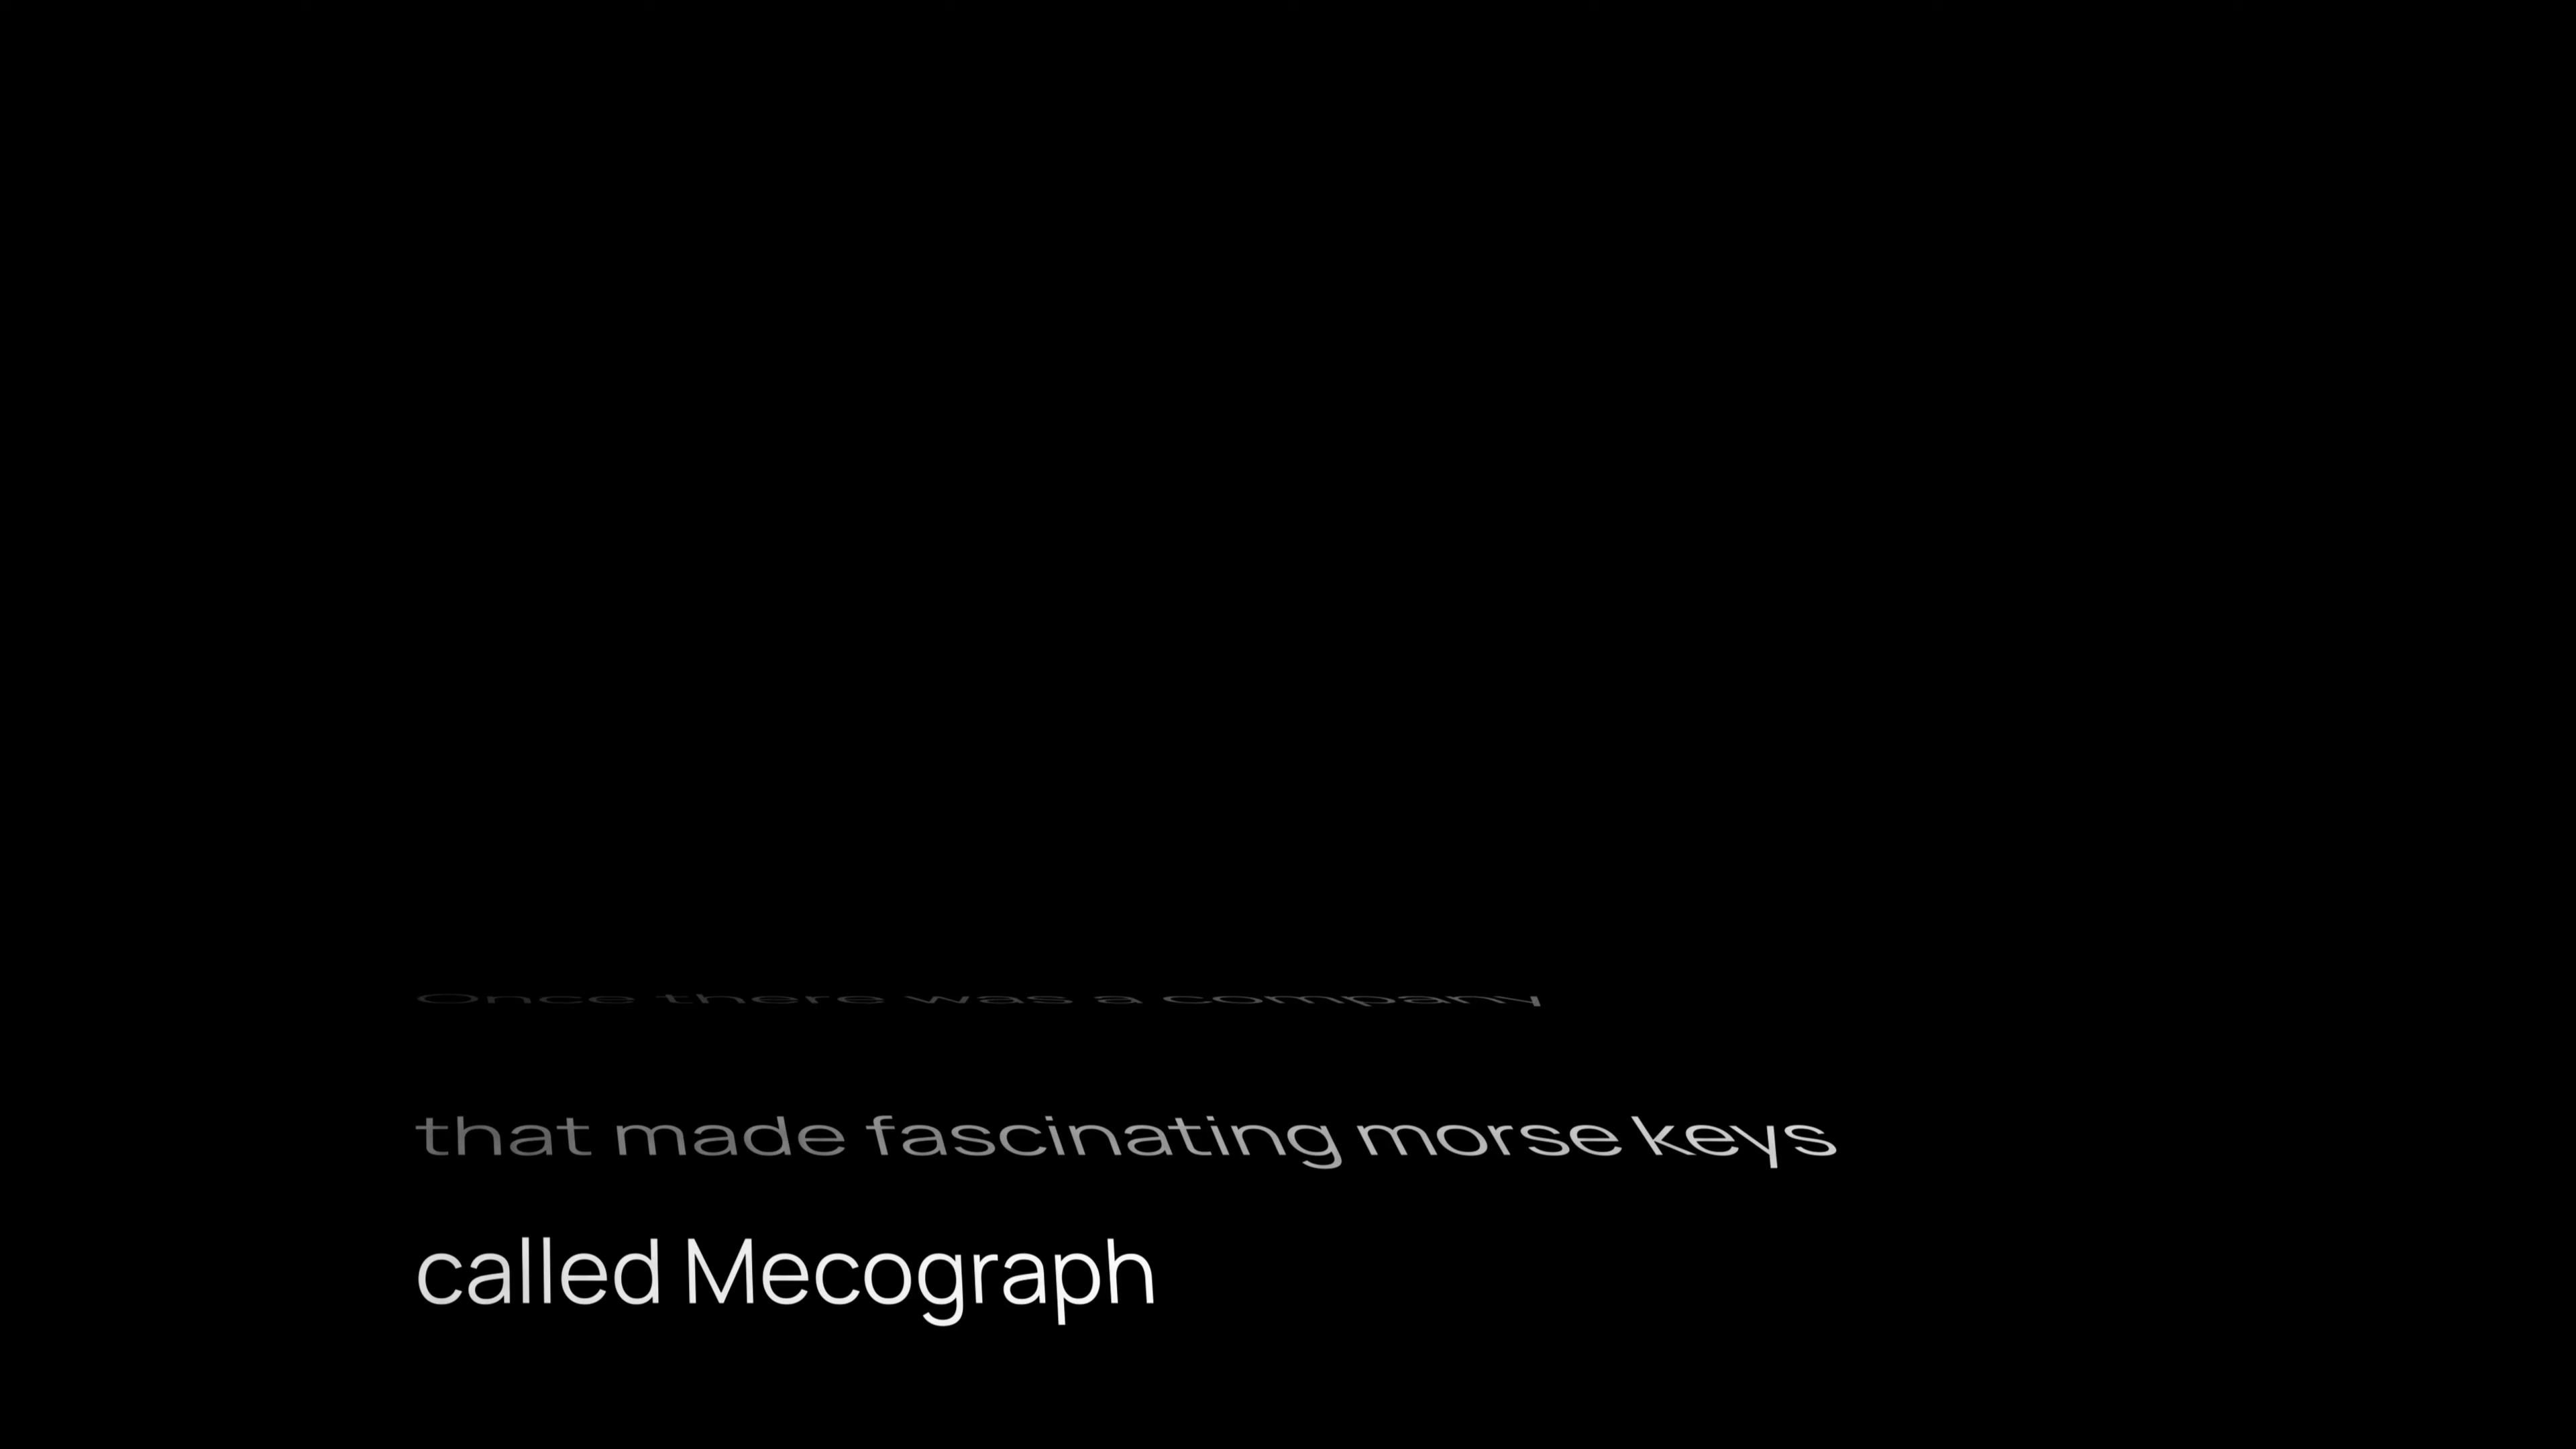 Once there was a company
that made fascinating morse keys
called Mecograph